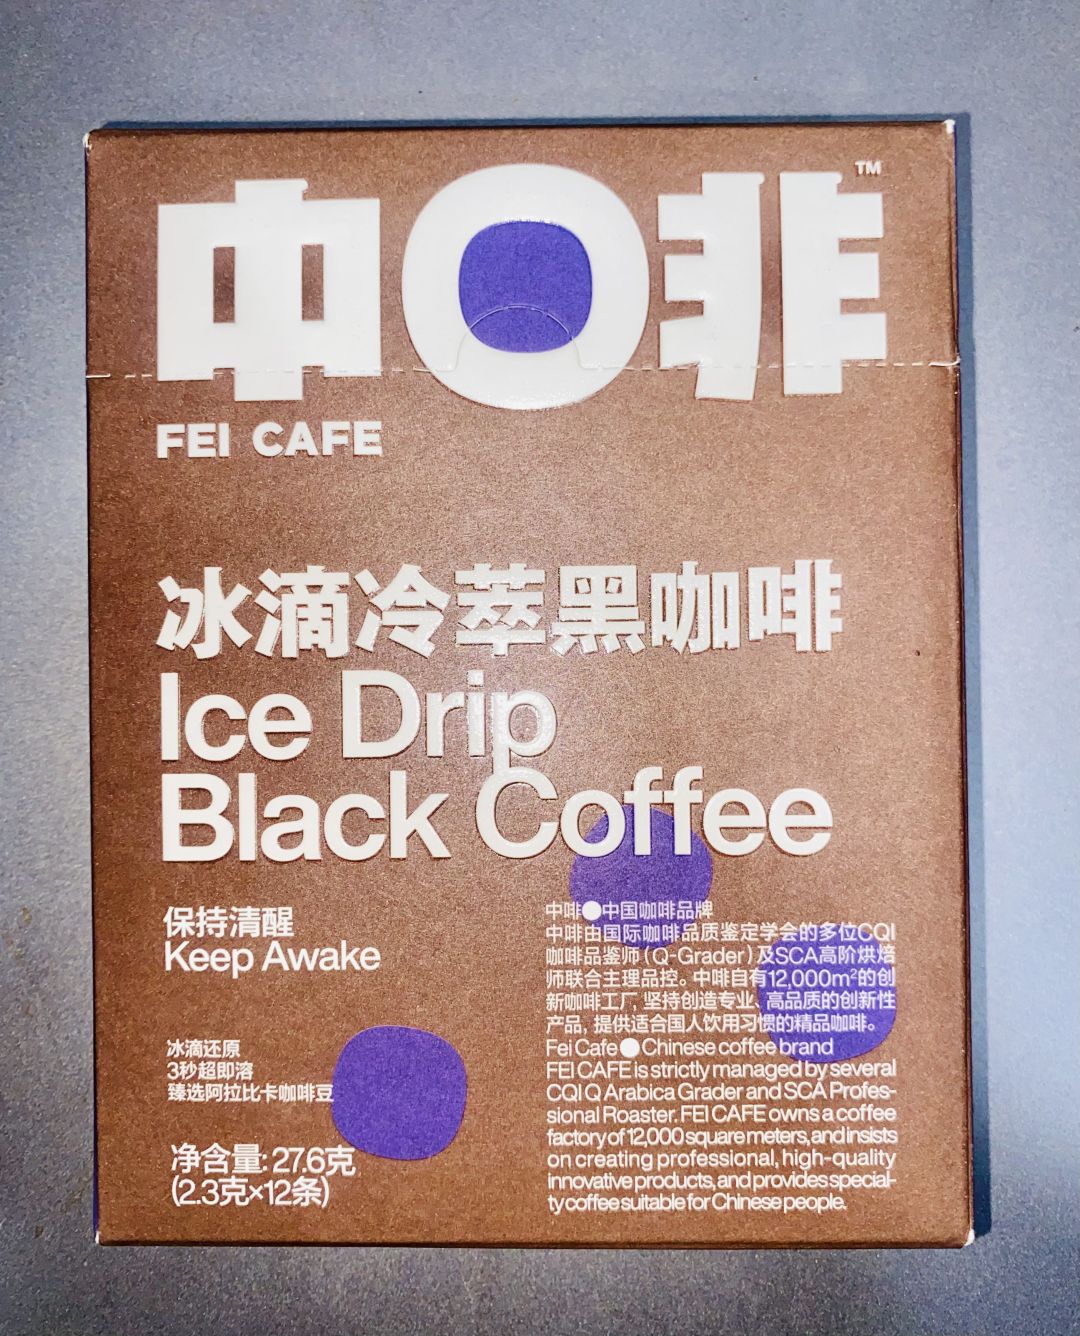 中啡™
FEI CAFE
冰滴冷萃黑咖啡
Ice Drip
Black Coffee
保持清醒
Keep Awake
冰滴还原
3秒超即溶
臻选阿拉比卡咖啡豆
净含量: 27.6克
(2.3克×12条)
中啡●中国咖啡品牌
中啡由国际咖啡品质鉴定学会的多位CQI
咖啡品鉴师(Q-Grader)及SCA高阶烘焙
师联合主理品控。中啡自有12,000m²的创
新咖啡工厂, 坚持创造专业、高品质的创新性
产品, 提供适合国人饮用习惯的精品咖啡。
Fei Cafe●Chinese coffee brand
FEI CAFE is strictly managed by several
CQI Q Arabica Grader and SCA Profes-
sional Roaster. FEI CAFE owns a coffee
factory of 12,000 square meters, and insists
on creating professional, high-quality
innovative products, and provides special-
ty coffee suitable for Chinese people.